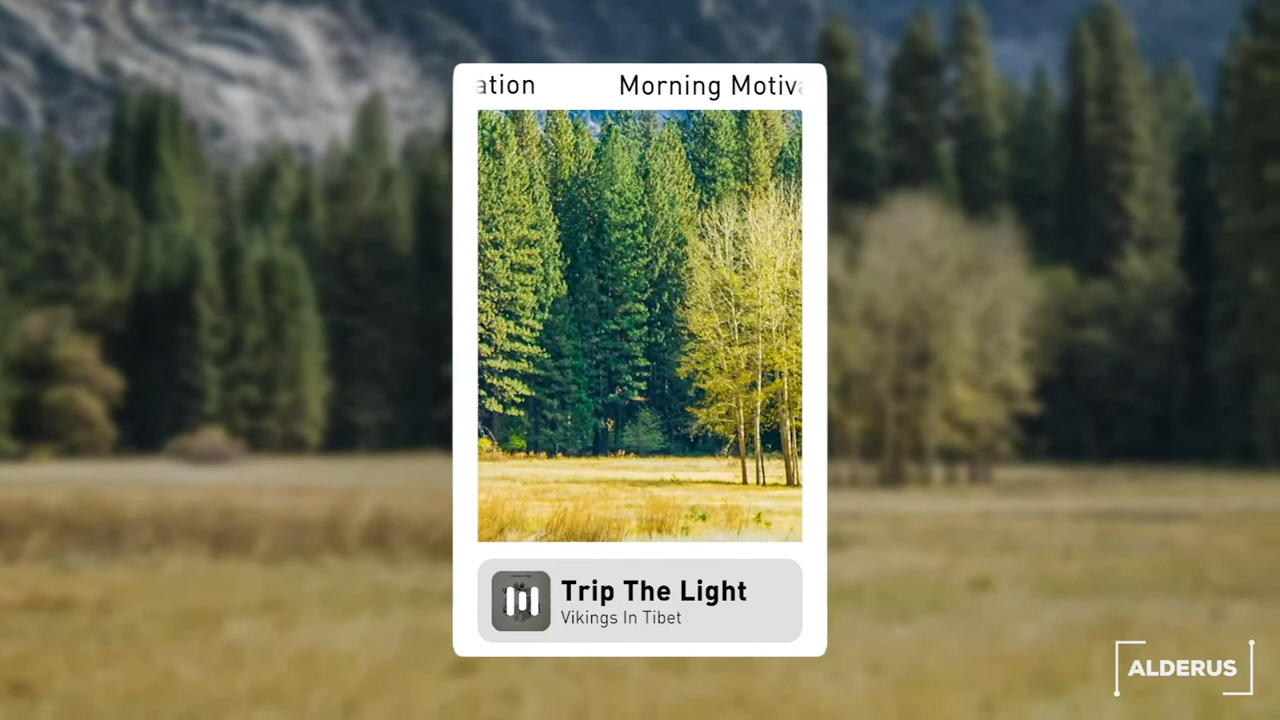 ation Morning Motiva
Trip The Light
Vikings In Tibet
ALDERUS